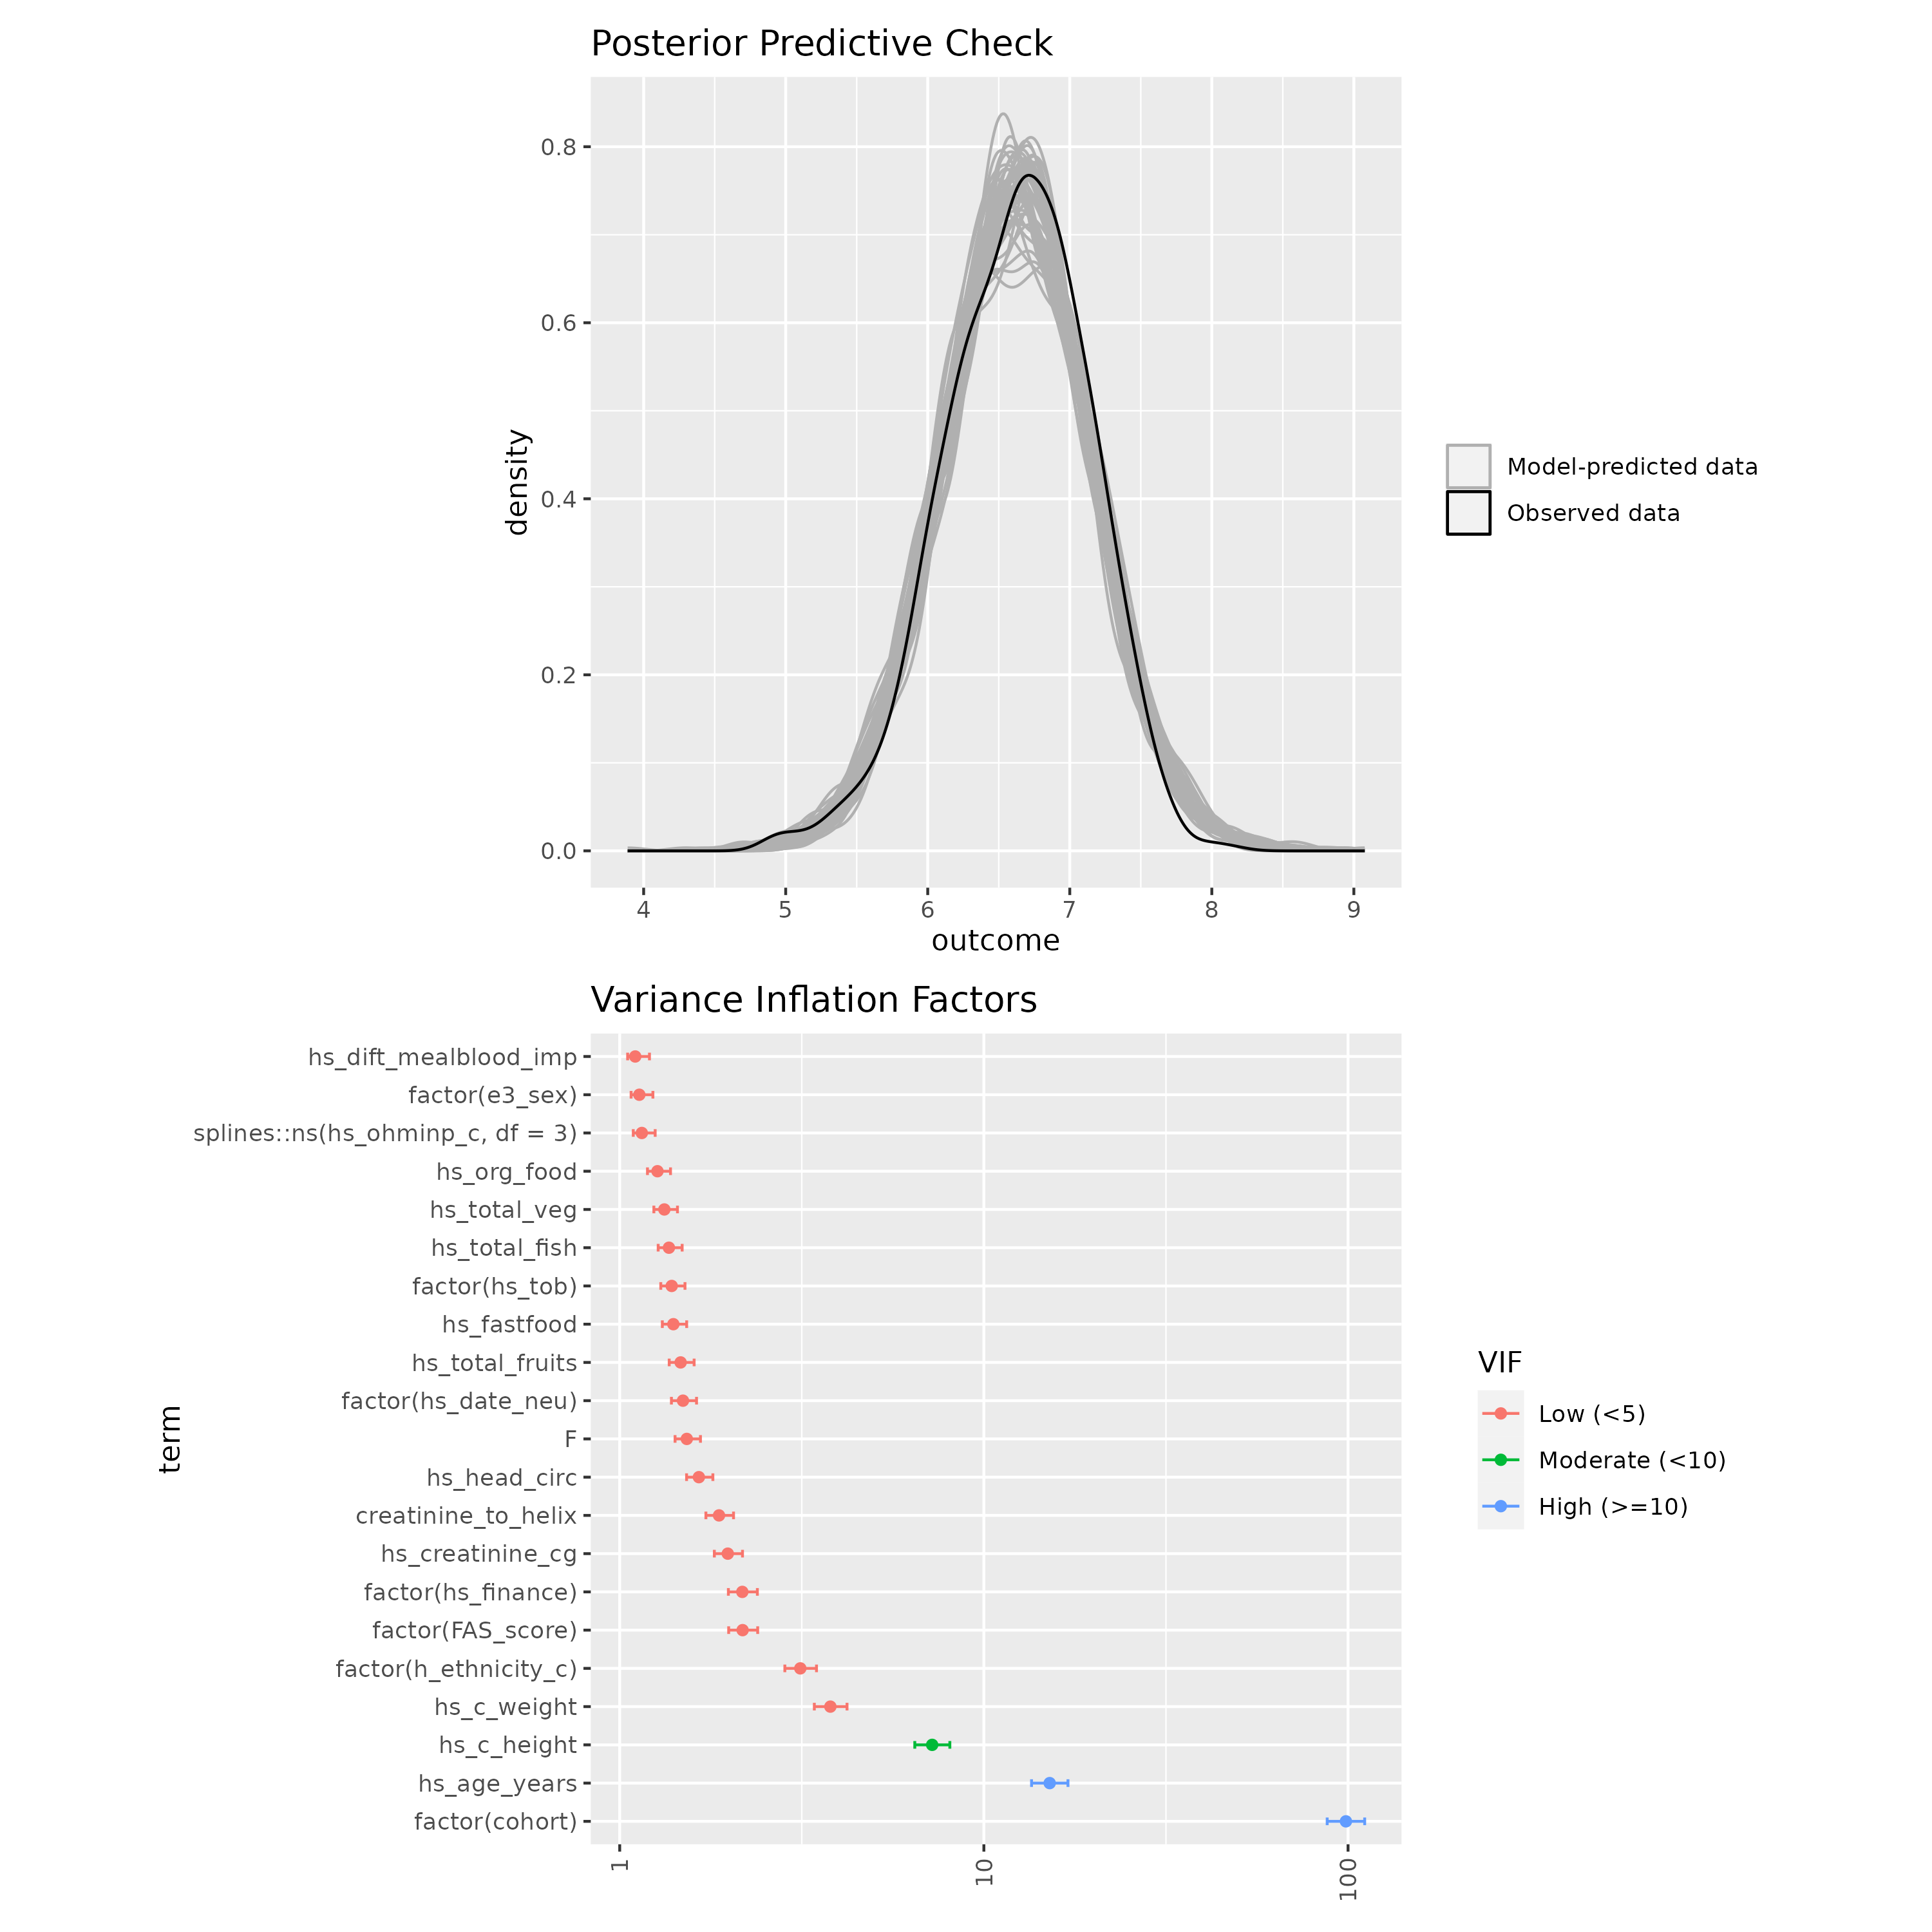 Posterior Predictive Check
density
0.8
0.6
0.4
0.2
0.0
4 5 6 7 8 9
outcome
Model-predicted data
Observed data
Variance Inflation Factors
term
hs_dift_mealblood_imp
factor(e3_sex)
splines::ns(hs_ohminp_c, df = 3)
hs_org_food
hs_total_veg
hs_total_fish
factor(hs_tob)
hs_fastfood
hs_total_fruits
factor(hs_date_neu)
F
hs_head_circ
creatinine_to_helix
hs_creatinine_cg
factor(hs_finance)
factor(FAS_score)
factor(h_ethnicity_c)
hs_c_weight
hs_c_height
hs_age_years
factor(cohort)
1 10 100
VIF
Low (<5)
Moderate (<10)
High (>=10)